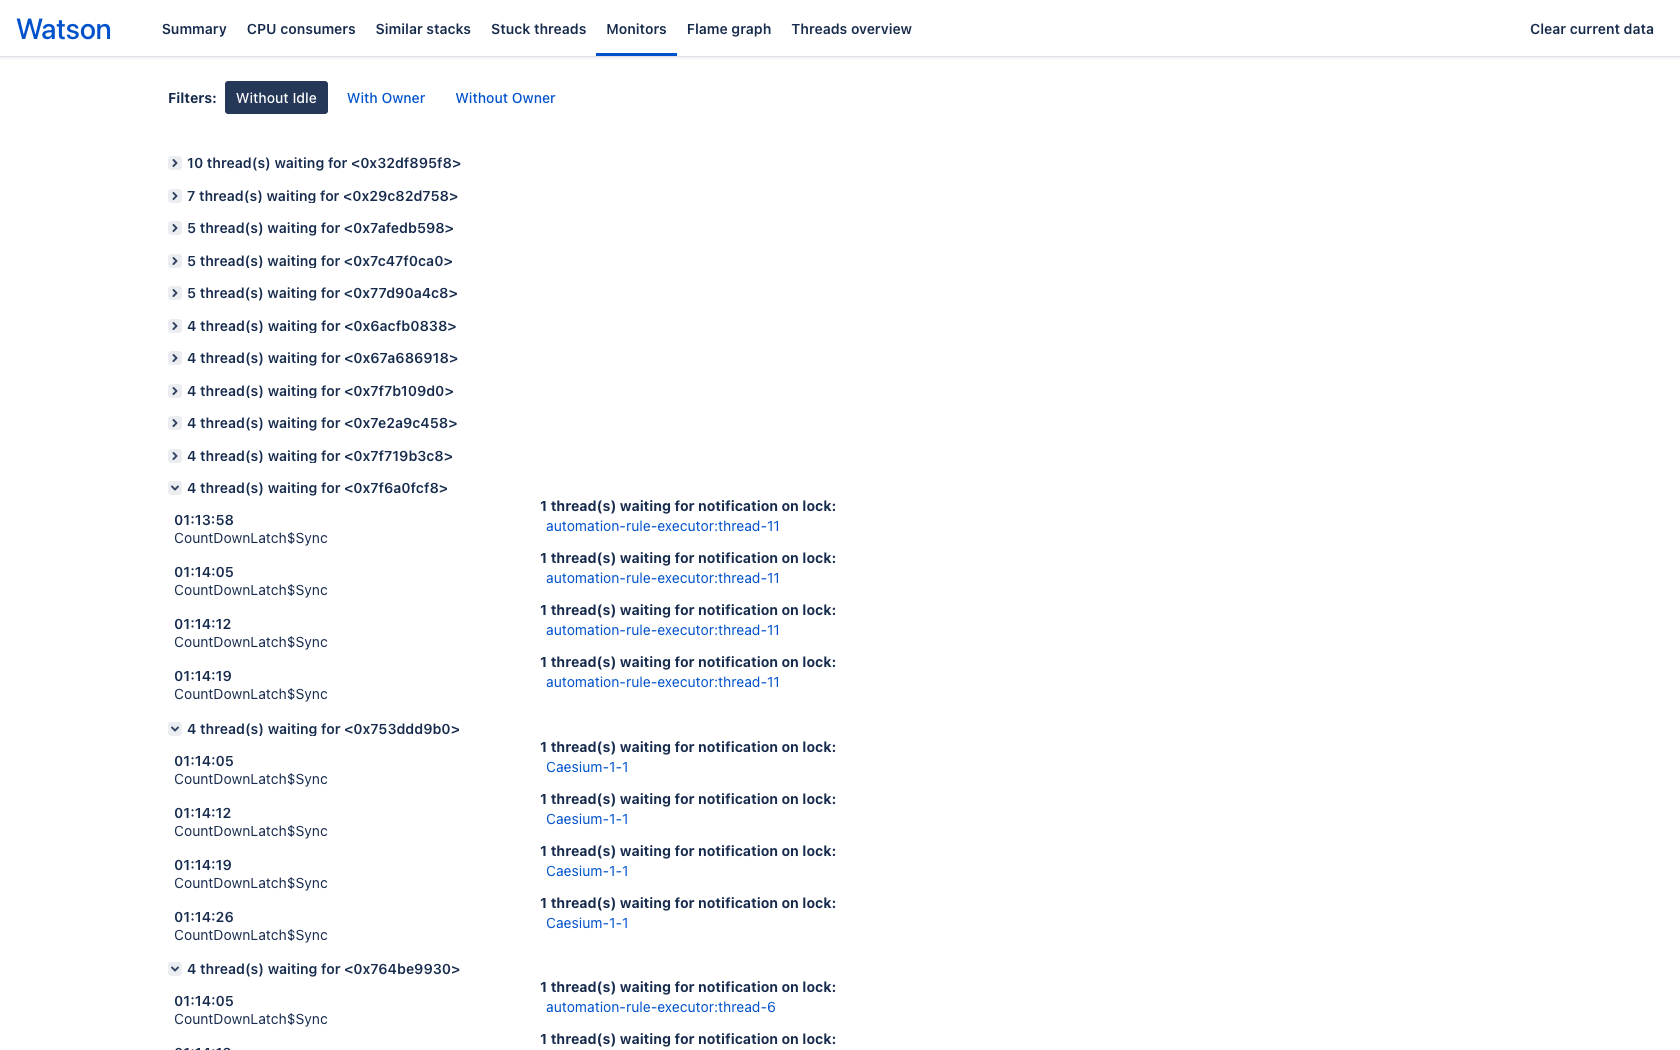 Watson
Summary CPU consumers Similar stacks Stuck threads Monitors Flame graph Threads overview Clear current data
Filters: Without Idle With Owner Without Owner
10 thread(s) waiting for <0x32df895f8>
7 thread(s) waiting for <0x29c82d758>
5 thread(s) waiting for <0x7afedb598>
5 thread(s) waiting for <0x7c47f0ca0>
5 thread(s) waiting for <0x77d90a4c8>
4 thread(s) waiting for <0x6acfb0838>
4 thread(s) waiting for <0x67a686918>
4 thread(s) waiting for <0x7f7b109d0>
4 thread(s) waiting for <0x7e2a9c458>
4 thread(s) waiting for <0x7f719b3c8>
4 thread(s) waiting for <0x7f6a0fcf8>
1 thread(s) waiting for notification on lock:
01:13:58
automation-rule-executor:thread-11
CountDownLatch$Sync
1 thread(s) waiting for notification on lock:
01:14:05
automation-rule-executor:thread-11
CountDownLatch$Sync
1 thread(s) waiting for notification on lock:
01:14:12
automation-rule-executor:thread-11
CountDownLatch$Sync
1 thread(s) waiting for notification on lock:
01:14:19
automation-rule-executor:thread-11
CountDownLatch$Sync
4 thread(s) waiting for <0x753ddd9b0>
1 thread(s) waiting for notification on lock:
01:14:05
Caesium-1-1
CountDownLatch$Sync
1 thread(s) waiting for notification on lock:
01:14:12
Caesium-1-1
CountDownLatch$Sync
1 thread(s) waiting for notification on lock:
01:14:19
Caesium-1-1
CountDownLatch$Sync
1 thread(s) waiting for notification on lock:
01:14:26
Caesium-1-1
CountDownLatch$Sync
4 thread(s) waiting for <0x764be9930>
1 thread(s) waiting for notification on lock:
01:14:05
automation-rule-executor:thread-6
CountDownLatch$Sync
1 thread(s) waiting for notification on lock: